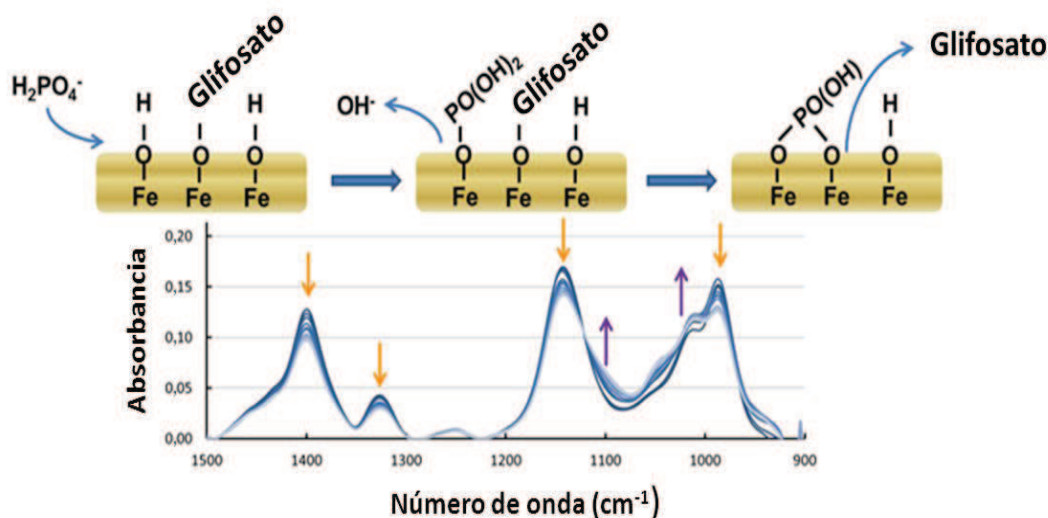 Glifosato
H₂PO₄⁻
H Glifosato H
O O O
Fe Fe Fe
OH⁻
PO(OH)₂ Glifosato H
O O O
Fe Fe Fe
Glifosato
PO(OH) H
O O O
Fe Fe Fe
Absorbancia
0,20
0,15
0,10
0,05
0,00
1500 1400 1300 1200 1100 1000 900
Número de onda (cm⁻¹)